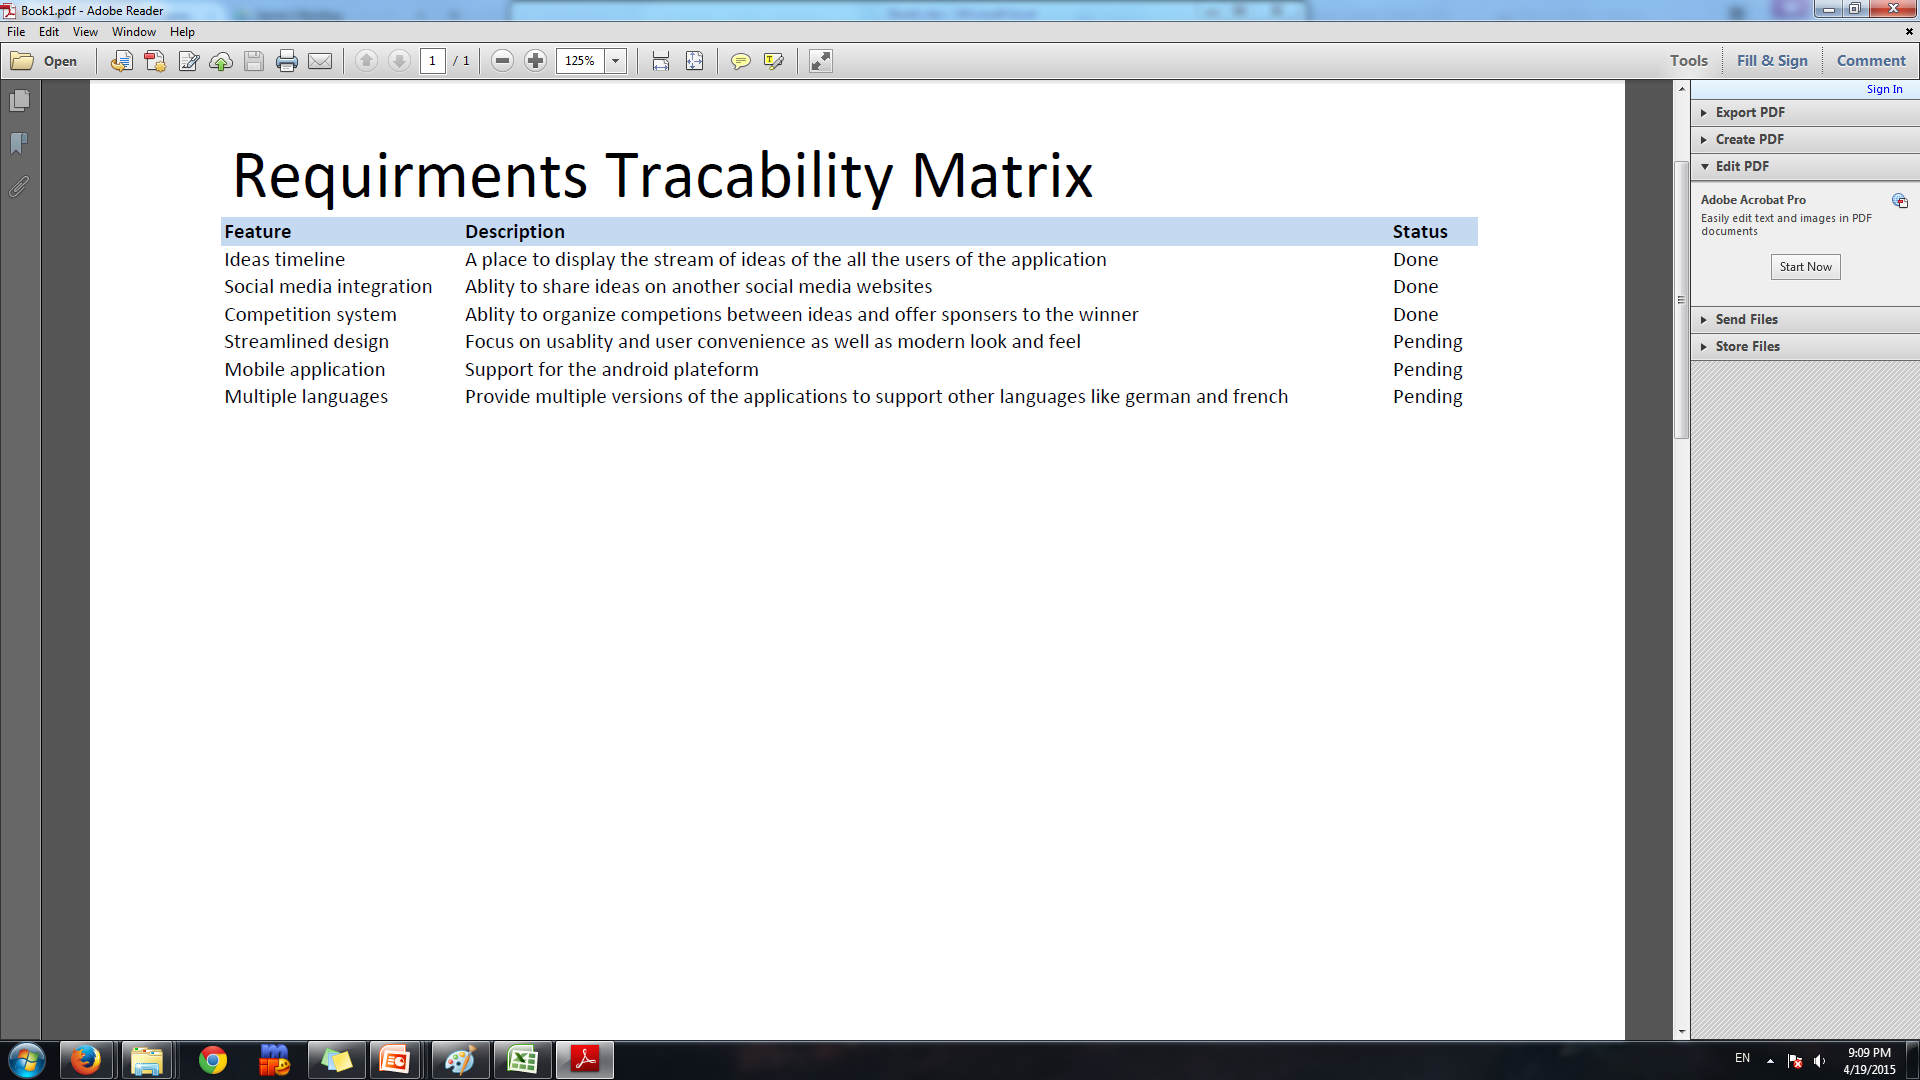 Book1.pdf - Adobe Reader
File Edit View Window Help
Open 1 / 1 125% Tools Fill & Sign Comment
Sign In
Export PDF
Create PDF
Edit PDF
Adobe Acrobat Pro
Easily edit text and images in PDF
documents
Start Now
Send Files
Store Files
Requirments Tracability Matrix
Feature Description Status
Ideas timeline A place to display the stream of ideas of the all the users of the application Done
Social media integration Ablity to share ideas on another social media websites Done
Competition system Ablity to organize competions between ideas and offer sponsers to the winner Done
Streamlined design Focus on usablity and user convenience as well as modern look and feel Pending
Mobile application Support for the android plateform Pending
Multiple languages Provide multiple versions of the applications to support other languages like german and french Pending
EN
9:09 PM
4/19/2015